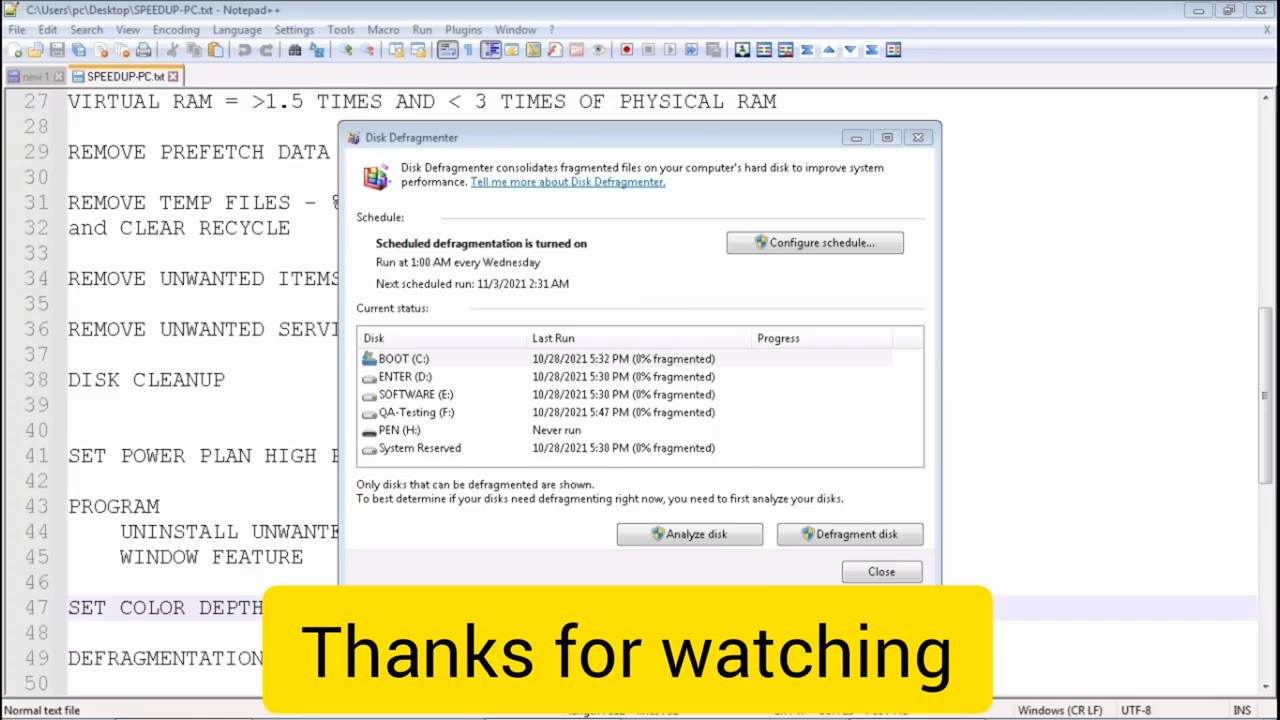 C:\Users\pc\Desktop\SPEEDUP-PC.txt - Notepad++
File Edit Search View Encoding Language Settings Tools Macro Run Plugins Window ?
new 1 SPEEDUP-PC.txt
27 VIRTUAL RAM = >1.5 TIMES AND < 3 TIMES OF PHYSICAL RAM
28
29 REMOVE PREFETCH DATA
30
31 REMOVE TEMP FILES -
32 and CLEAR RECYCLE
33
34 REMOVE UNWANTED ITEMS
35
36 REMOVE UNWANTED SERVI
37
38 DISK CLEANUP
39
40
41 SET POWER PLAN HIGH
42
43 PROGRAM
44 UNINSTALL UNWANTE
45 WINDOW FEATURE
46
47 SET COLOR DEPTH
48
49 DEFRAGMENTATION
50
Disk Defragmenter
Disk Defragmenter consolidates fragmented files on your computer's hard disk to improve system
performance. Tell me more about Disk Defragmenter.
Schedule:
Scheduled defragmentation is turned on
Configure schedule...
Run at 1:00 AM every Wednesday
Next scheduled run: 11/3/2021 2:31 AM
Current status:
Disk Last Run Progress
BOOT (C:) 10/28/2021 5:32 PM (0% fragmented)
ENTER (D:) 10/28/2021 5:30 PM (0% fragmented)
SOFTWARE (E:) 10/28/2021 5:30 PM (0% fragmented)
QA-Testing (F:) 10/28/2021 5:47 PM (0% fragmented)
PEN (H:) Never run
System Reserved 10/28/2021 5:30 PM (0% fragmented)
Only disks that can be defragmented are shown.
To best determine if your disks need defragmenting right now, you need to first analyze your disks.
Analyze disk Defragment disk
Close
Thanks for watching
Normal text file Windows (CR LF) UTF-8 INS